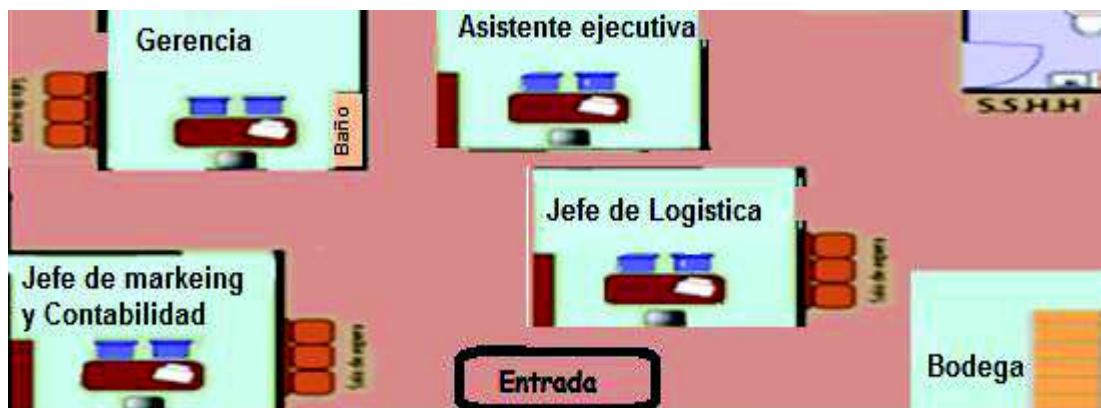 Gerencia
Asistente ejecutiva
Baño
S.S.H.H
Jefe de Logistica
Jefe de markeing
y Contabilidad
Entrada
Bodega